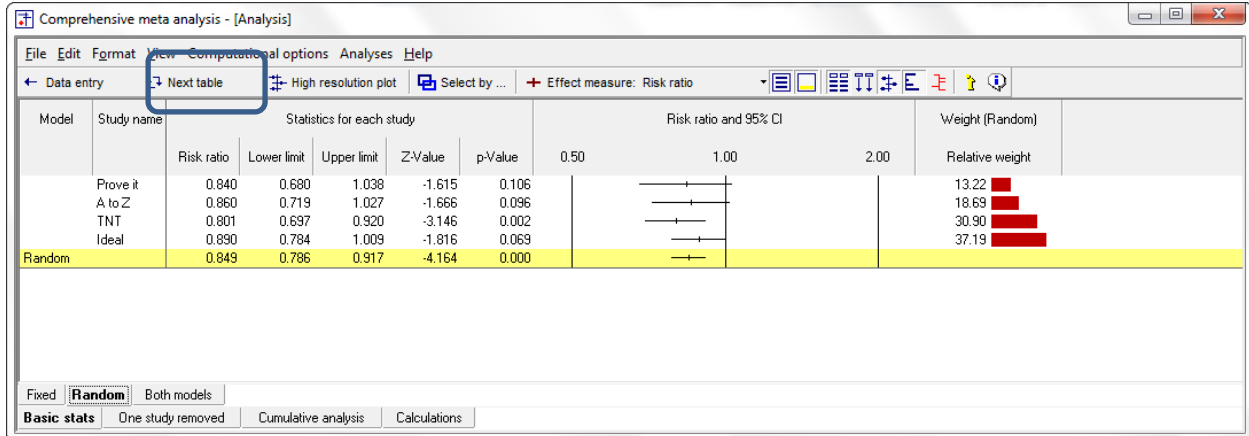 Comprehensive meta analysis - [Analysis]
File Edit Format View Computational options Analyses Help
Data entry Next table High resolution plot Select by ... Effect measure: Risk ratio
Model Study name Statistics for each study Risk ratio and 95% CI Weight (Random)
Risk ratio Lower limit Upper limit Z-Value p-Value 0.50 1.00 2.00 Relative weight
Prove it 0.840 0.680 1.038 -1.615 0.106 13.22
A to Z 0.860 0.719 1.027 -1.666 0.096 18.69
TNT 0.801 0.697 0.920 -3.146 0.002 30.90
Ideal 0.890 0.784 1.009 -1.816 0.069 37.19
Random 0.849 0.786 0.917 -4.164 0.000
Fixed Random Both models
Basic stats One study removed Cumulative analysis Calculations